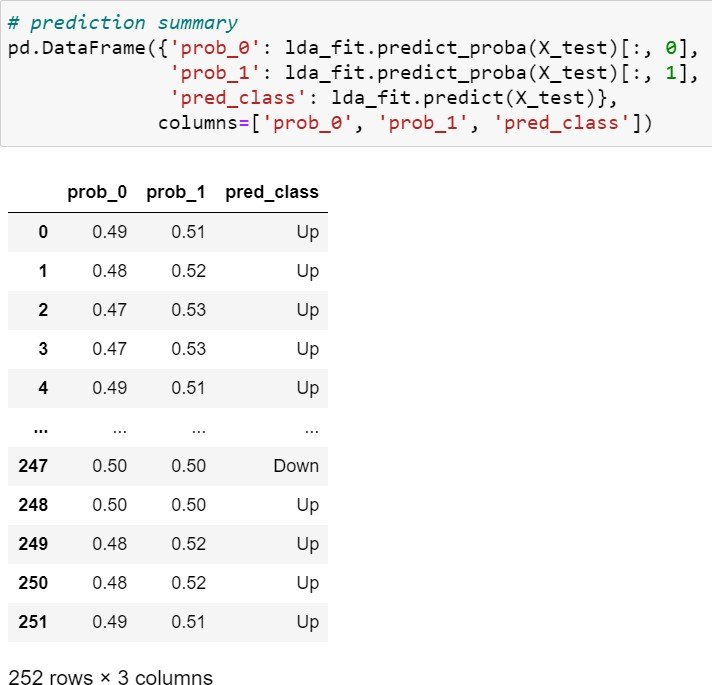 # prediction summary
pd.DataFrame({'prob_0': lda_fit.predict_proba(X_test)[:, 0],
'prob_1': lda_fit.predict_proba(X_test)[:, 1],
'pred_class': lda_fit.predict(X_test)},
columns=['prob_0', 'prob_1', 'pred_class'])
prob_0 prob_1 pred_class
0 0.49 0.51 Up
1 0.48 0.52 Up
2 0.47 0.53 Up
3 0.47 0.53 Up
4 0.49 0.51 Up
... ... ... ...
247 0.50 0.50 Down
248 0.50 0.50 Up
249 0.48 0.52 Up
250 0.48 0.52 Up
251 0.49 0.51 Up
252 rows × 3 columns